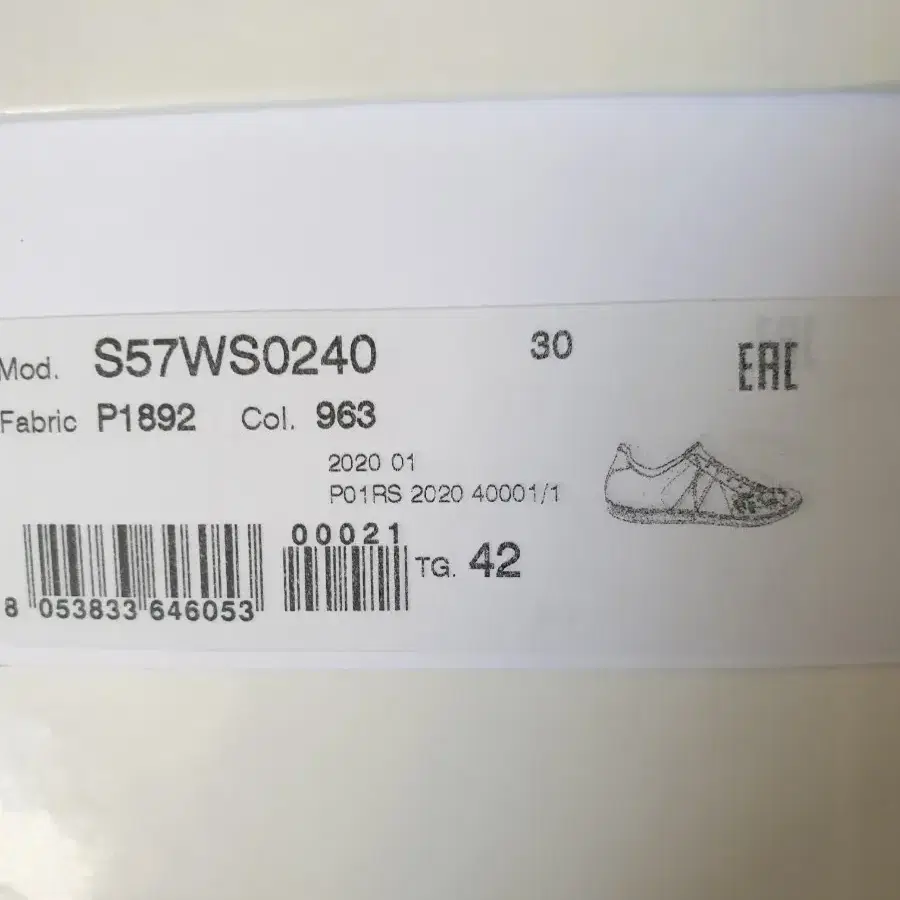 Mod. S57WS0240 30 EAC
Fabric P1892 Col. 963
2020 01
P01RS 2020 40001/1
00021
TG. 42
8 053833 646053